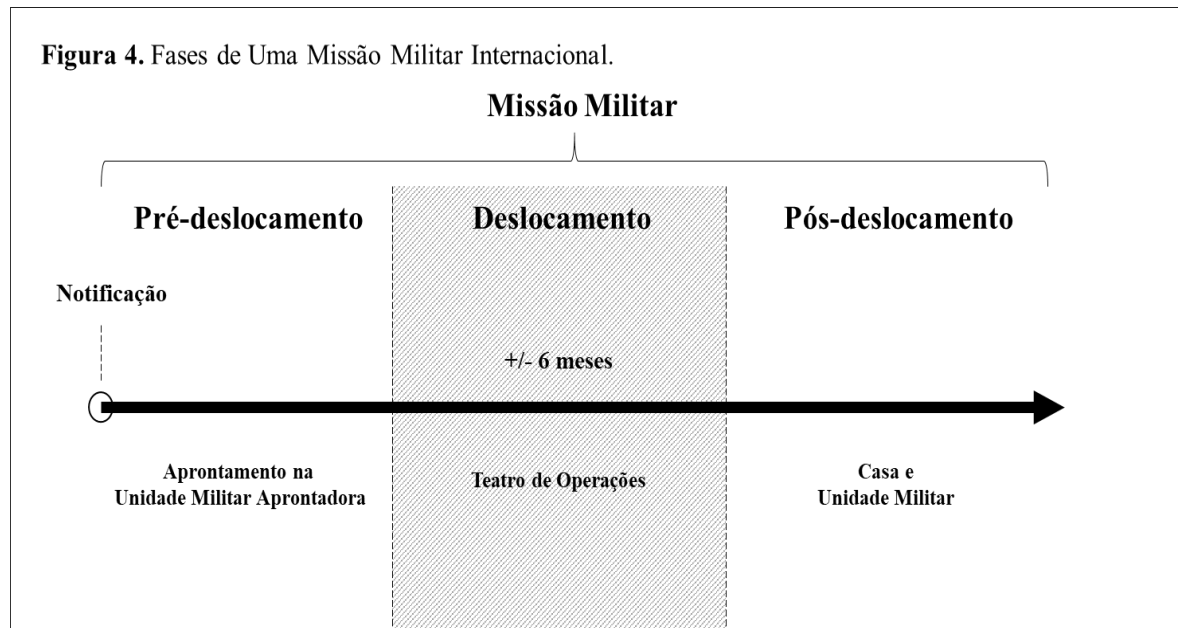 Figura 4. Fases de Uma Missão Militar Internacional.
Missão Militar
Pré-deslocamento
Deslocamento
Pós-deslocamento
Notificação
+/- 6 meses
Aprontamento na
Unidade Militar Aprontadora
Teatro de Operações
Casa e
Unidade Militar